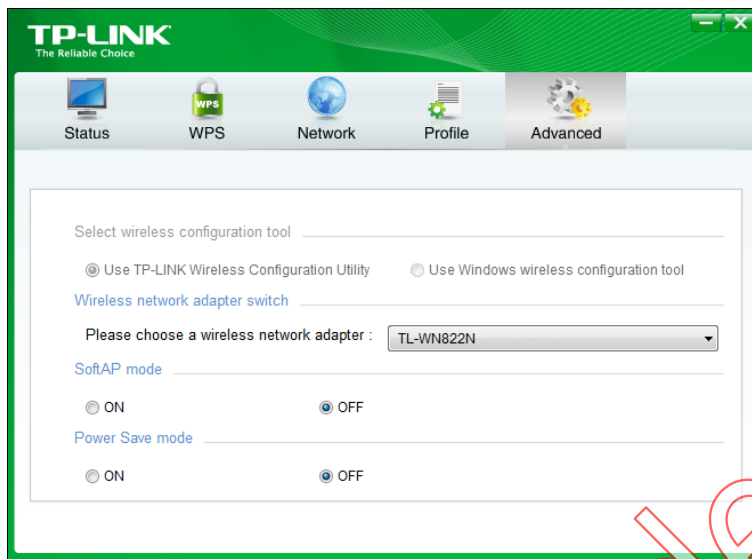 TP-LINK
The Reliable Choice
WPS
Status WPS Network Profile Advanced
Select wireless configuration tool
Use TP-LINK Wireless Configuration Utility Use Windows wireless configuration tool
Wireless network adapter switch
Please choose a wireless network adapter : TL-WN822N
SoftAP mode
ON OFF
Power Save mode
ON OFF